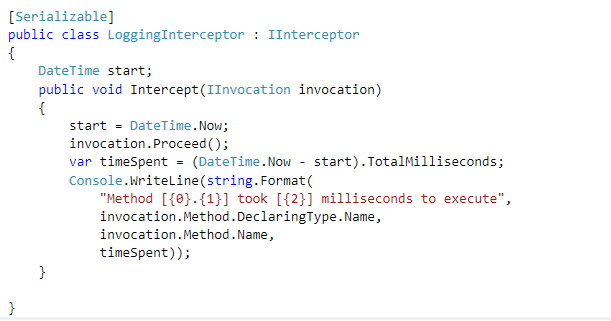 [Serializable]
public class LoggingInterceptor : IInterceptor
{
    DateTime start;
    public void Intercept(IInvocation invocation)
    {
        start = DateTime.Now;
        invocation.Proceed();
        var timeSpent = (DateTime.Now - start).TotalMilliseconds;
        Console.WriteLine(string.Format(
            "Method [{0}.{1}] took [{2}] milliseconds to execute",
            invocation.Method.DeclaringType.Name,
            invocation.Method.Name,
            timeSpent));
    }
}